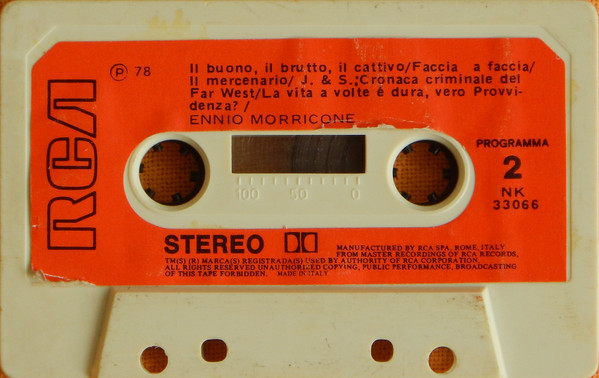 RCA
Ⓟ 78
Il buono, il brutto, il cattivo/Faccia a faccia/
Il mercenario/ J. & S.;Cronaca criminale del
Far West/La vita a volte è dura, vero Provvi-
denza? /
ENNIO MORRICONE
PROGRAMMA
2
NK
33066
100 50 0
STEREO
MANUFACTURED BY RCA SPA, ROME, ITALY
FROM MASTER RECORDINGS OF RCA RECORDS,
TM(S) (R) MARCA(S) REGISTRADA(S) USED BY AUTHORITY OF RCA CORPORATION.
ALL RIGHTS RESERVED UNAUTHORIZED COPYING, PUBLIC PERFORMANCE, BROADCASTING
OF THIS TAPE FORBIDDEN. MADE IN ITALY